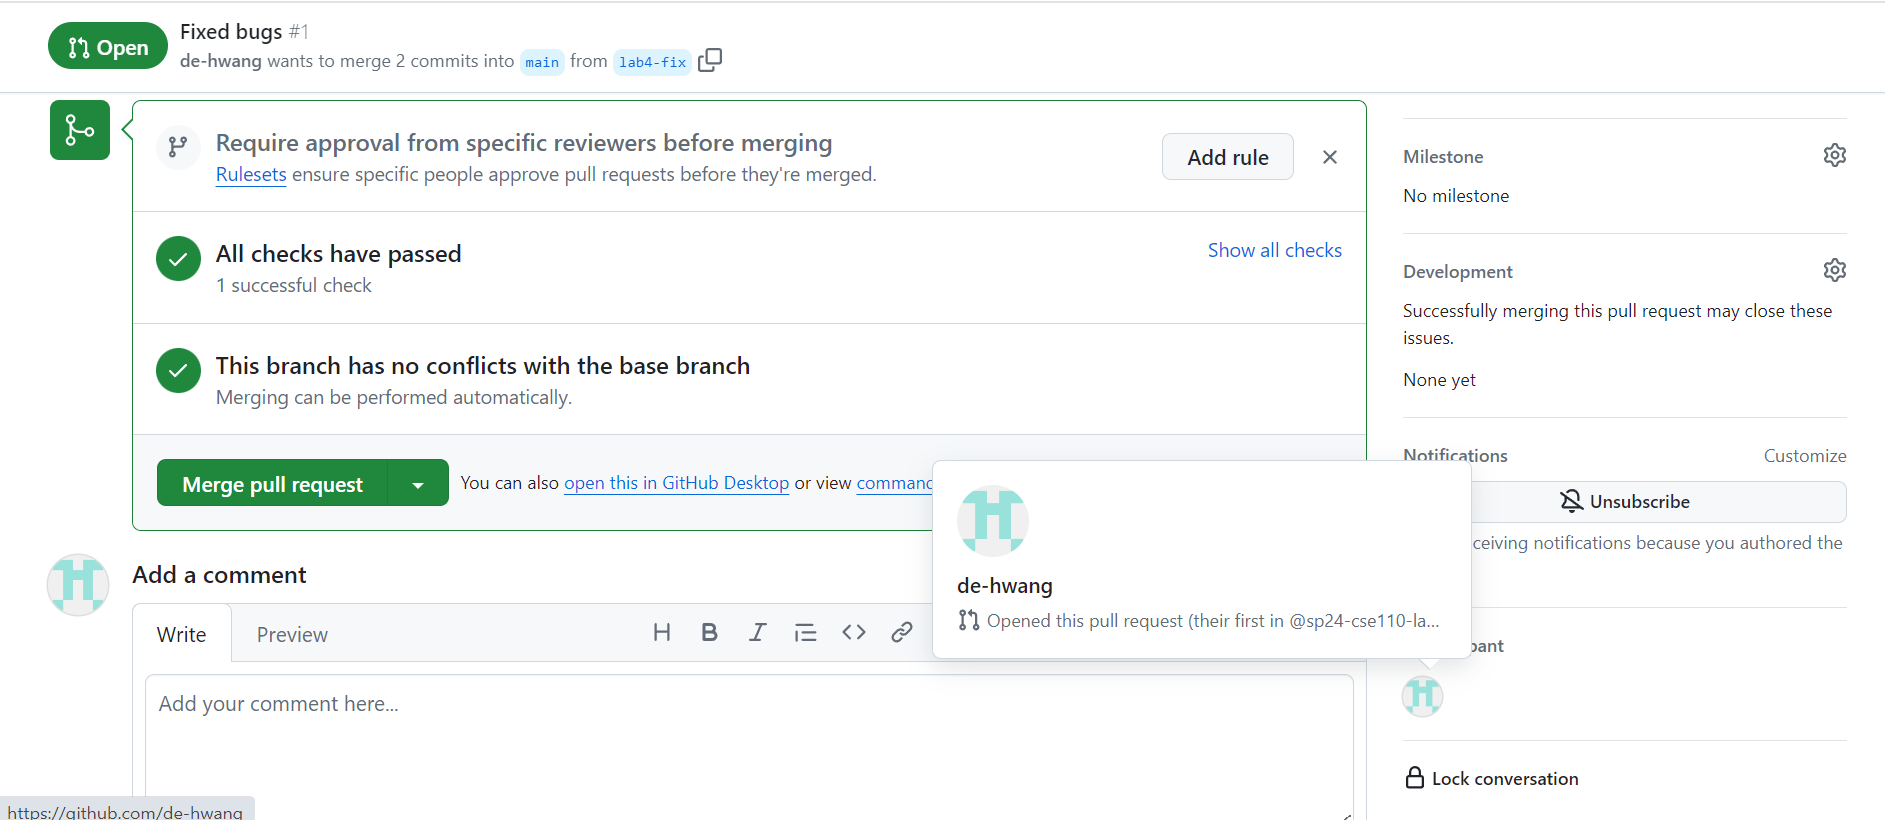 Open
Fixed bugs #1
de-hwang wants to merge 2 commits into main from lab4-fix
Require approval from specific reviewers before merging
Rulesets ensure specific people approve pull requests before they're merged.
Add rule
All checks have passed
1 successful check
Show all checks
This branch has no conflicts with the base branch
Merging can be performed automatically.
Merge pull request
You can also open this in GitHub Desktop or view command
Add a comment
Write
Preview
H B I
Add your comment here...
de-hwang
Opened this pull request (their first in @sp24-cse110-la...
Milestone
No milestone
Development
Successfully merging this pull request may close these
issues.
None yet
Notifications
Customize
Unsubscribe
ceiving notifications because you authored the
pant
Lock conversation
https://github.com/de-hwang